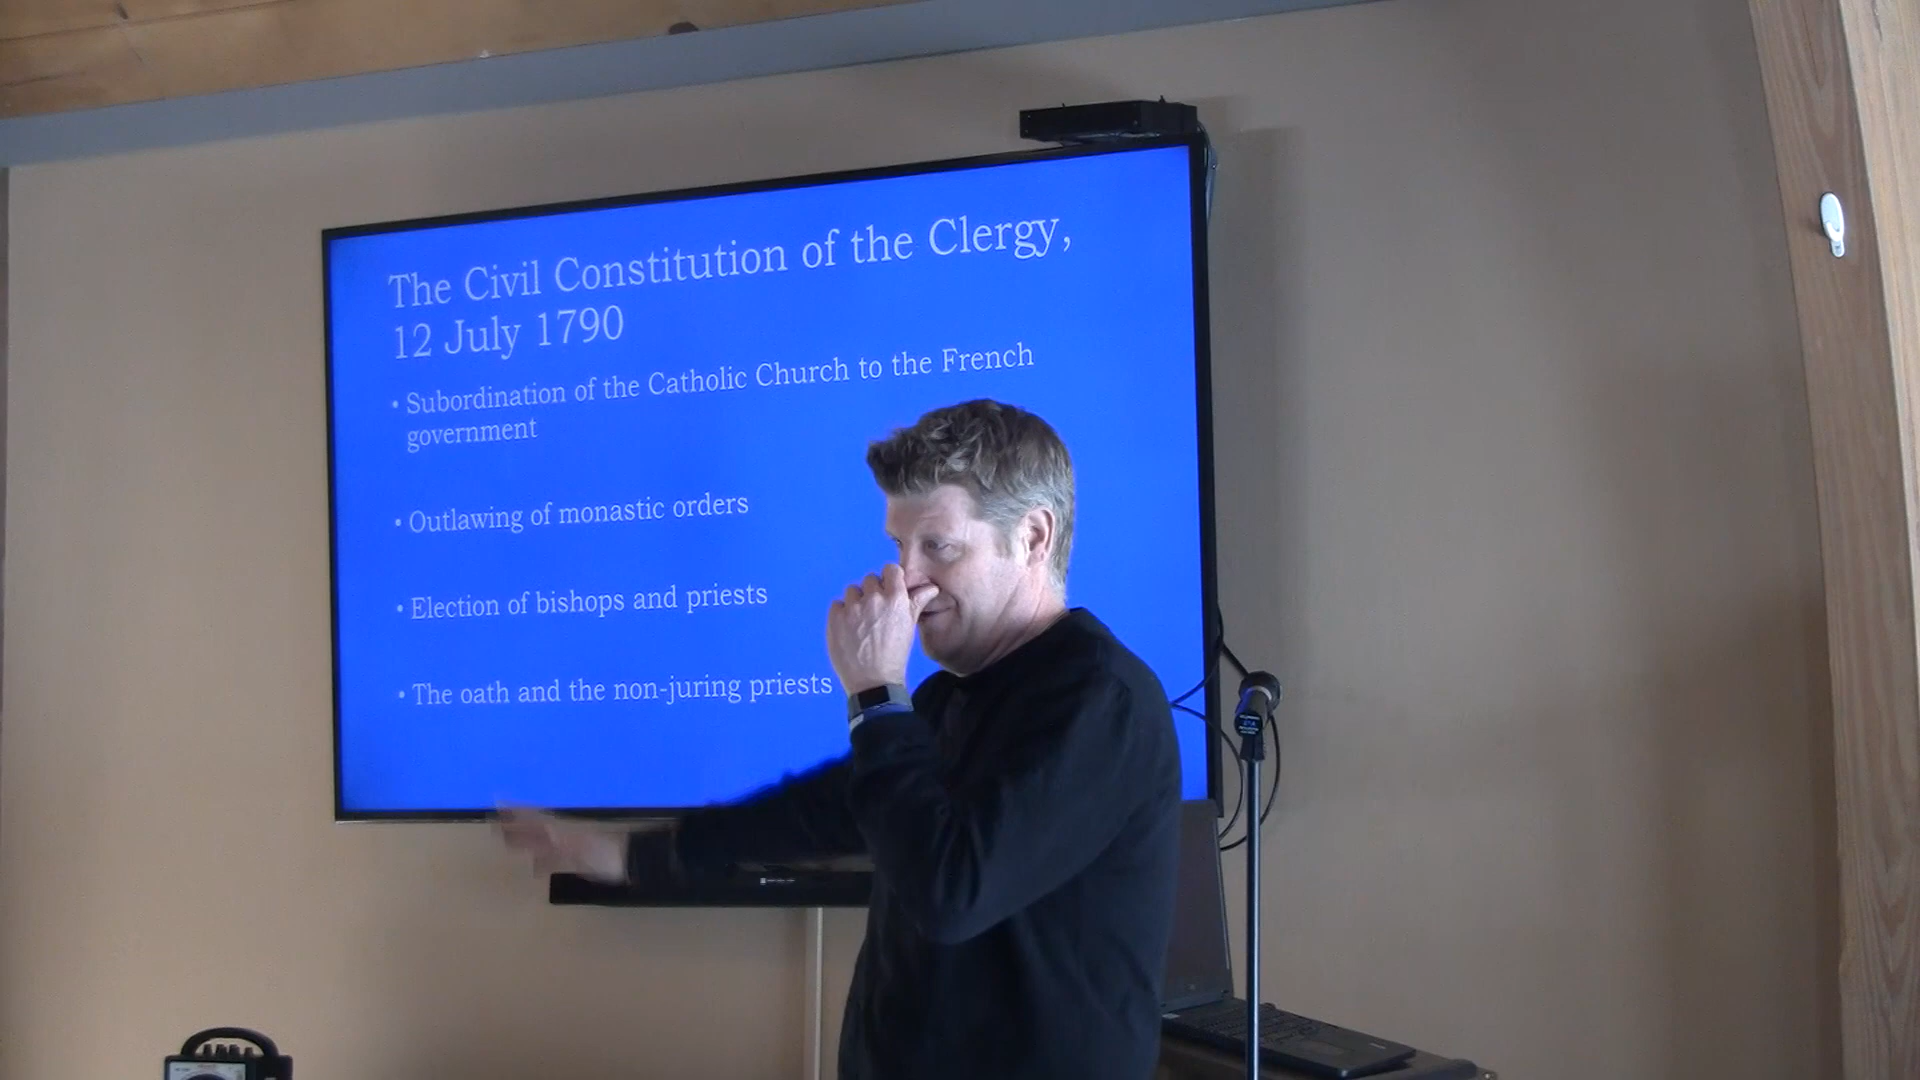 The Civil Constitution of the Clergy,
12 July 1790
• Subordination of the Catholic Church to the French
government
• Outlawing of monastic orders
• Election of bishops and priests
• The oath and the non-juring priests